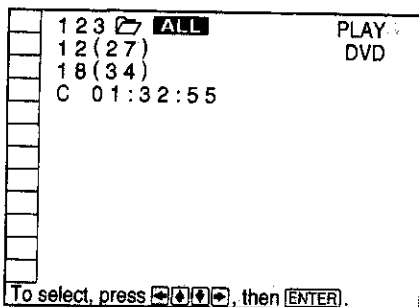 123 ALL
PLAY
12(27)
DVD
18(34)
C 01:32:55
To select, press ←↑↓→, then ENTER.